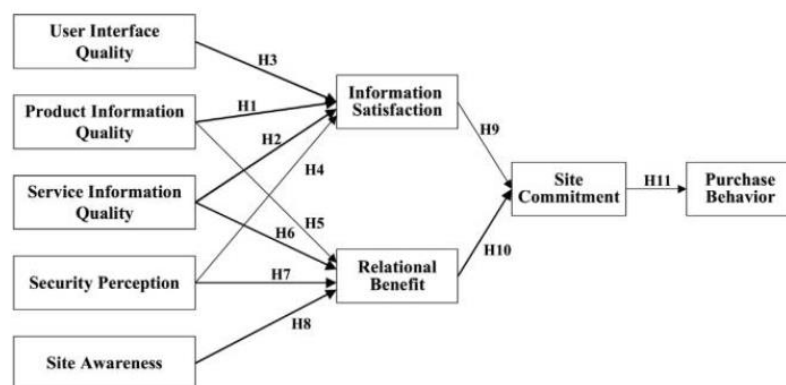 User Interface
Quality
H3
Product Information
Quality
H1
Information
Satisfaction
H2
H4
H9
Service Information
Quality
Site
Commitment
H11
Purchase
Behavior
H5
H6
H10
Security Perception
H7
Relational
Benefit
H8
Site Awareness